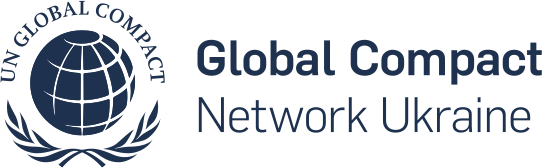 UN GLOBAL COMPACT
Global Compact
Network Ukraine